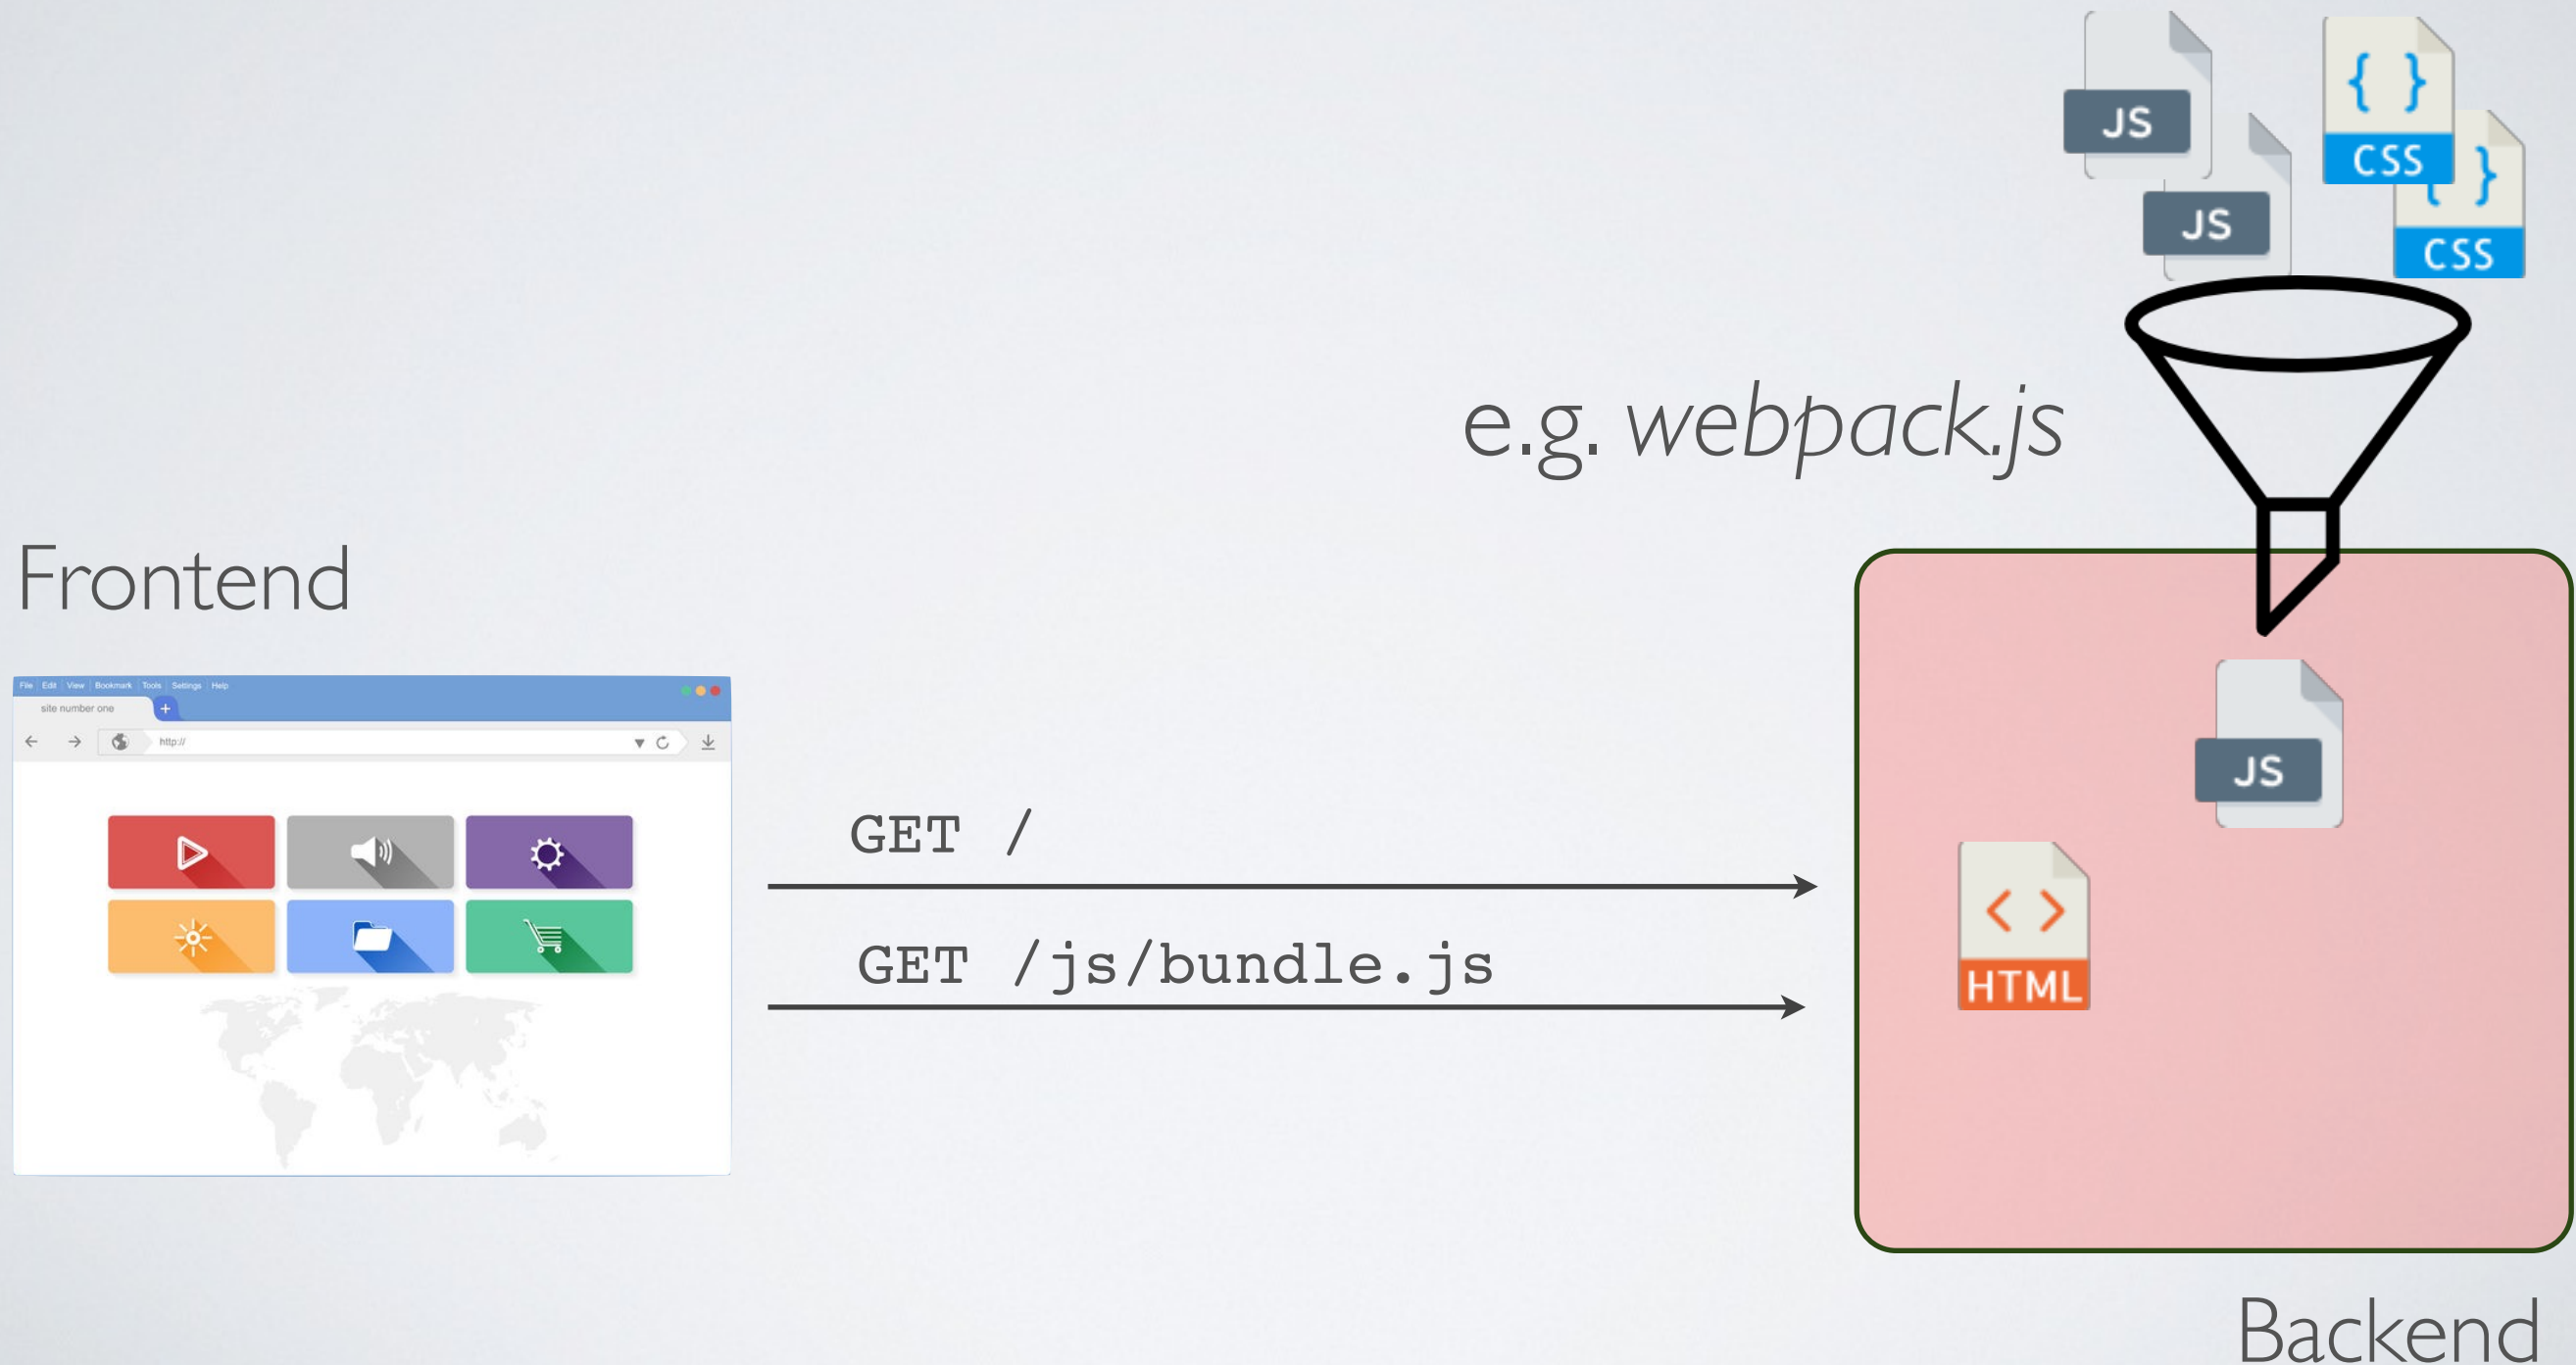 JS
{ }
CSS
JS
}
CSS
e.g. webpack.js
Frontend
File Edit View Bookmark Tools Settings Help
site number one
+
http://
JS
GET /
GET /js/bundle.js
< >
HTML
Backend